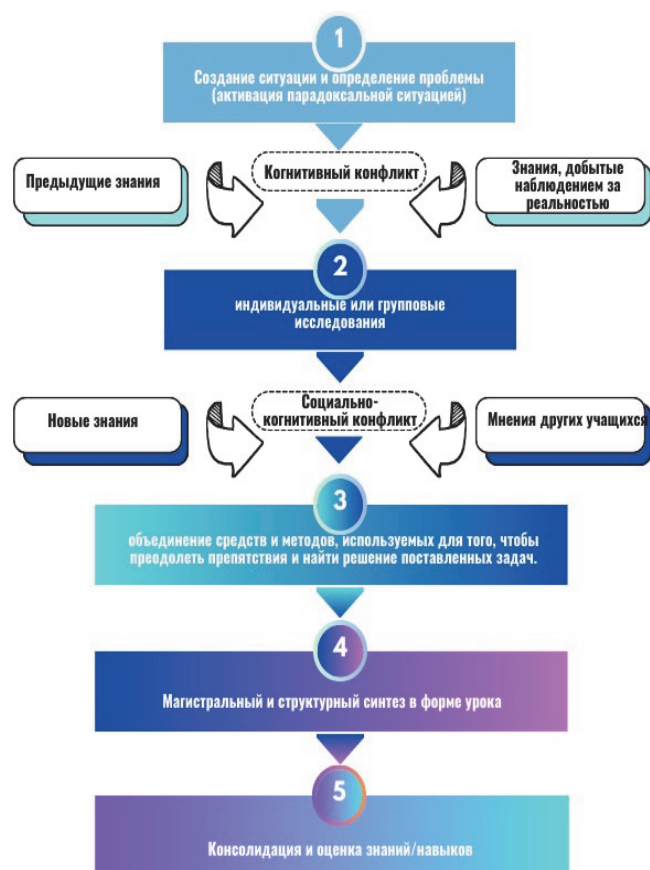 1
Создание ситуации и определение проблемы
(активация парадоксальной ситуацией)
Предыдущие знания
Когнитивный конфликт
Знания, добытые
наблюдением за
реальностью
2
индивидуальные или групповые
исследования
Новые знания
Социально-
когнитивный конфликт
Мнения других учащихся
3
объединение средств и методов, используемых для того, чтобы
преодолеть препятствия и найти решение поставленных задач.
4
Магистральный и структурный синтез в форме урока
5
Консолидация и оценка знаний/навыков